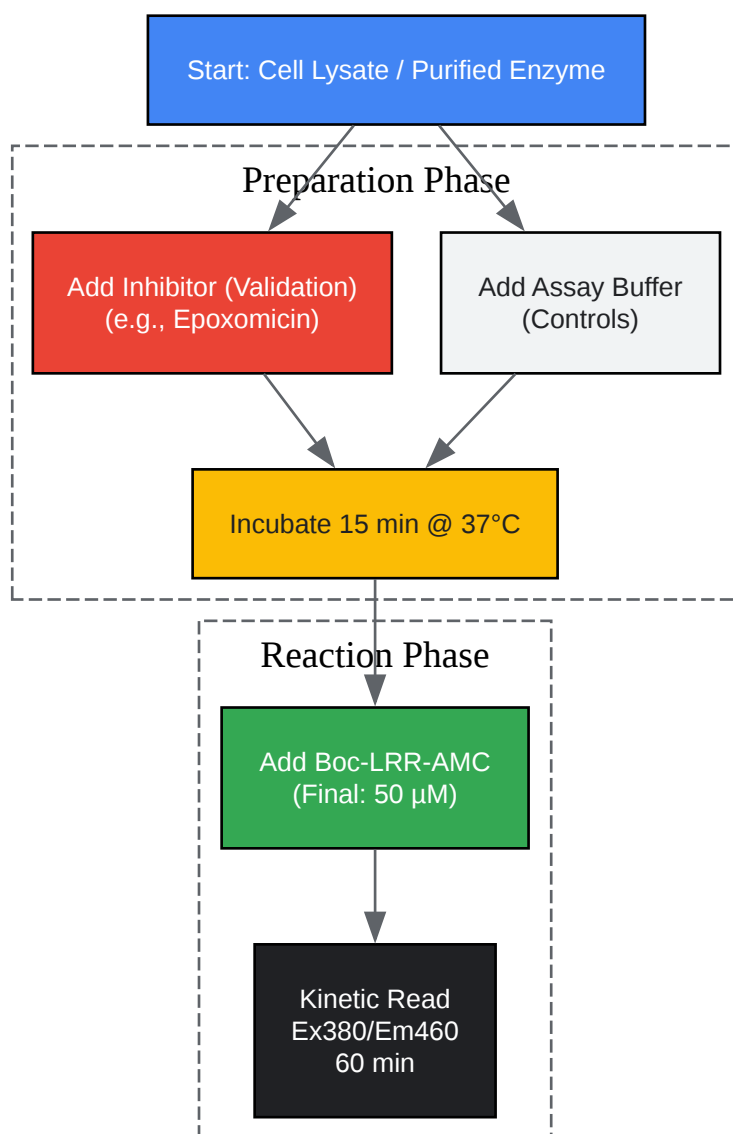 Start: Cell Lysate / Purified Enzyme
Preparation Phase
Add Inhibitor (Validation)
(e.g., Epoxomicin)
Add Assay Buffer
(Controls)
Incubate 15 min @ 37°C
Reaction Phase
Add Boc-LRR-AMC
(Final: 50 µM)
Kinetic Read
Ex380/Em460
60 min